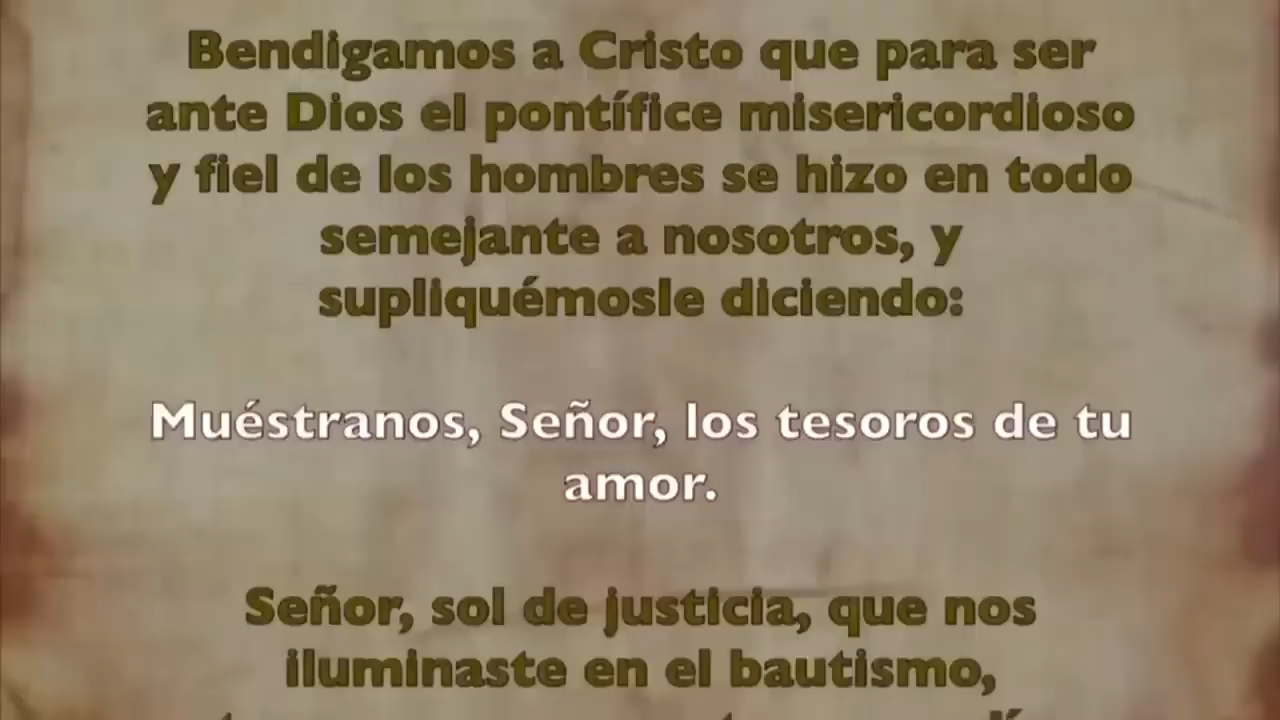 Bendigamos a Cristo que para ser
ante Dios el pontífice misericordioso
y fiel de los hombres se hizo en todo
semejante a nosotros, y
supliquémosle diciendo:
Muéstranos, Señor, los tesoros de tu
amor.
Señor, sol de justicia, que nos
iluminaste en el bautismo,